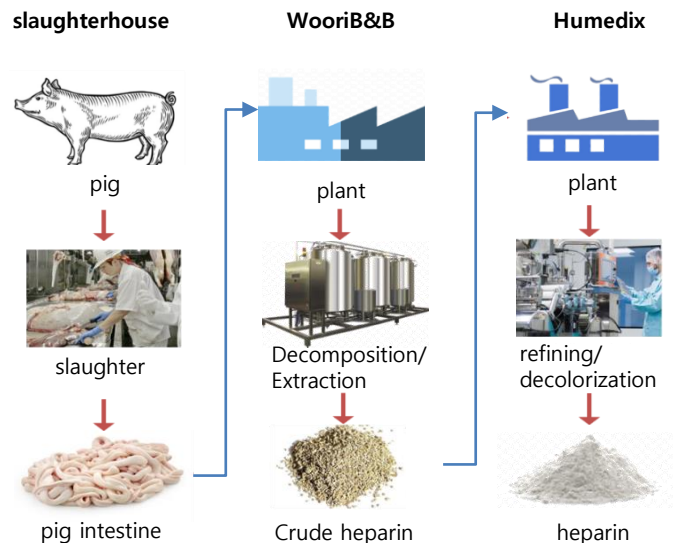 slaughterhouse
WooriB&B
Humedix
pig
plant
plant
slaughter
Decomposition/
Extraction
refining/
decolorization
pig intestine
Crude heparin
heparin